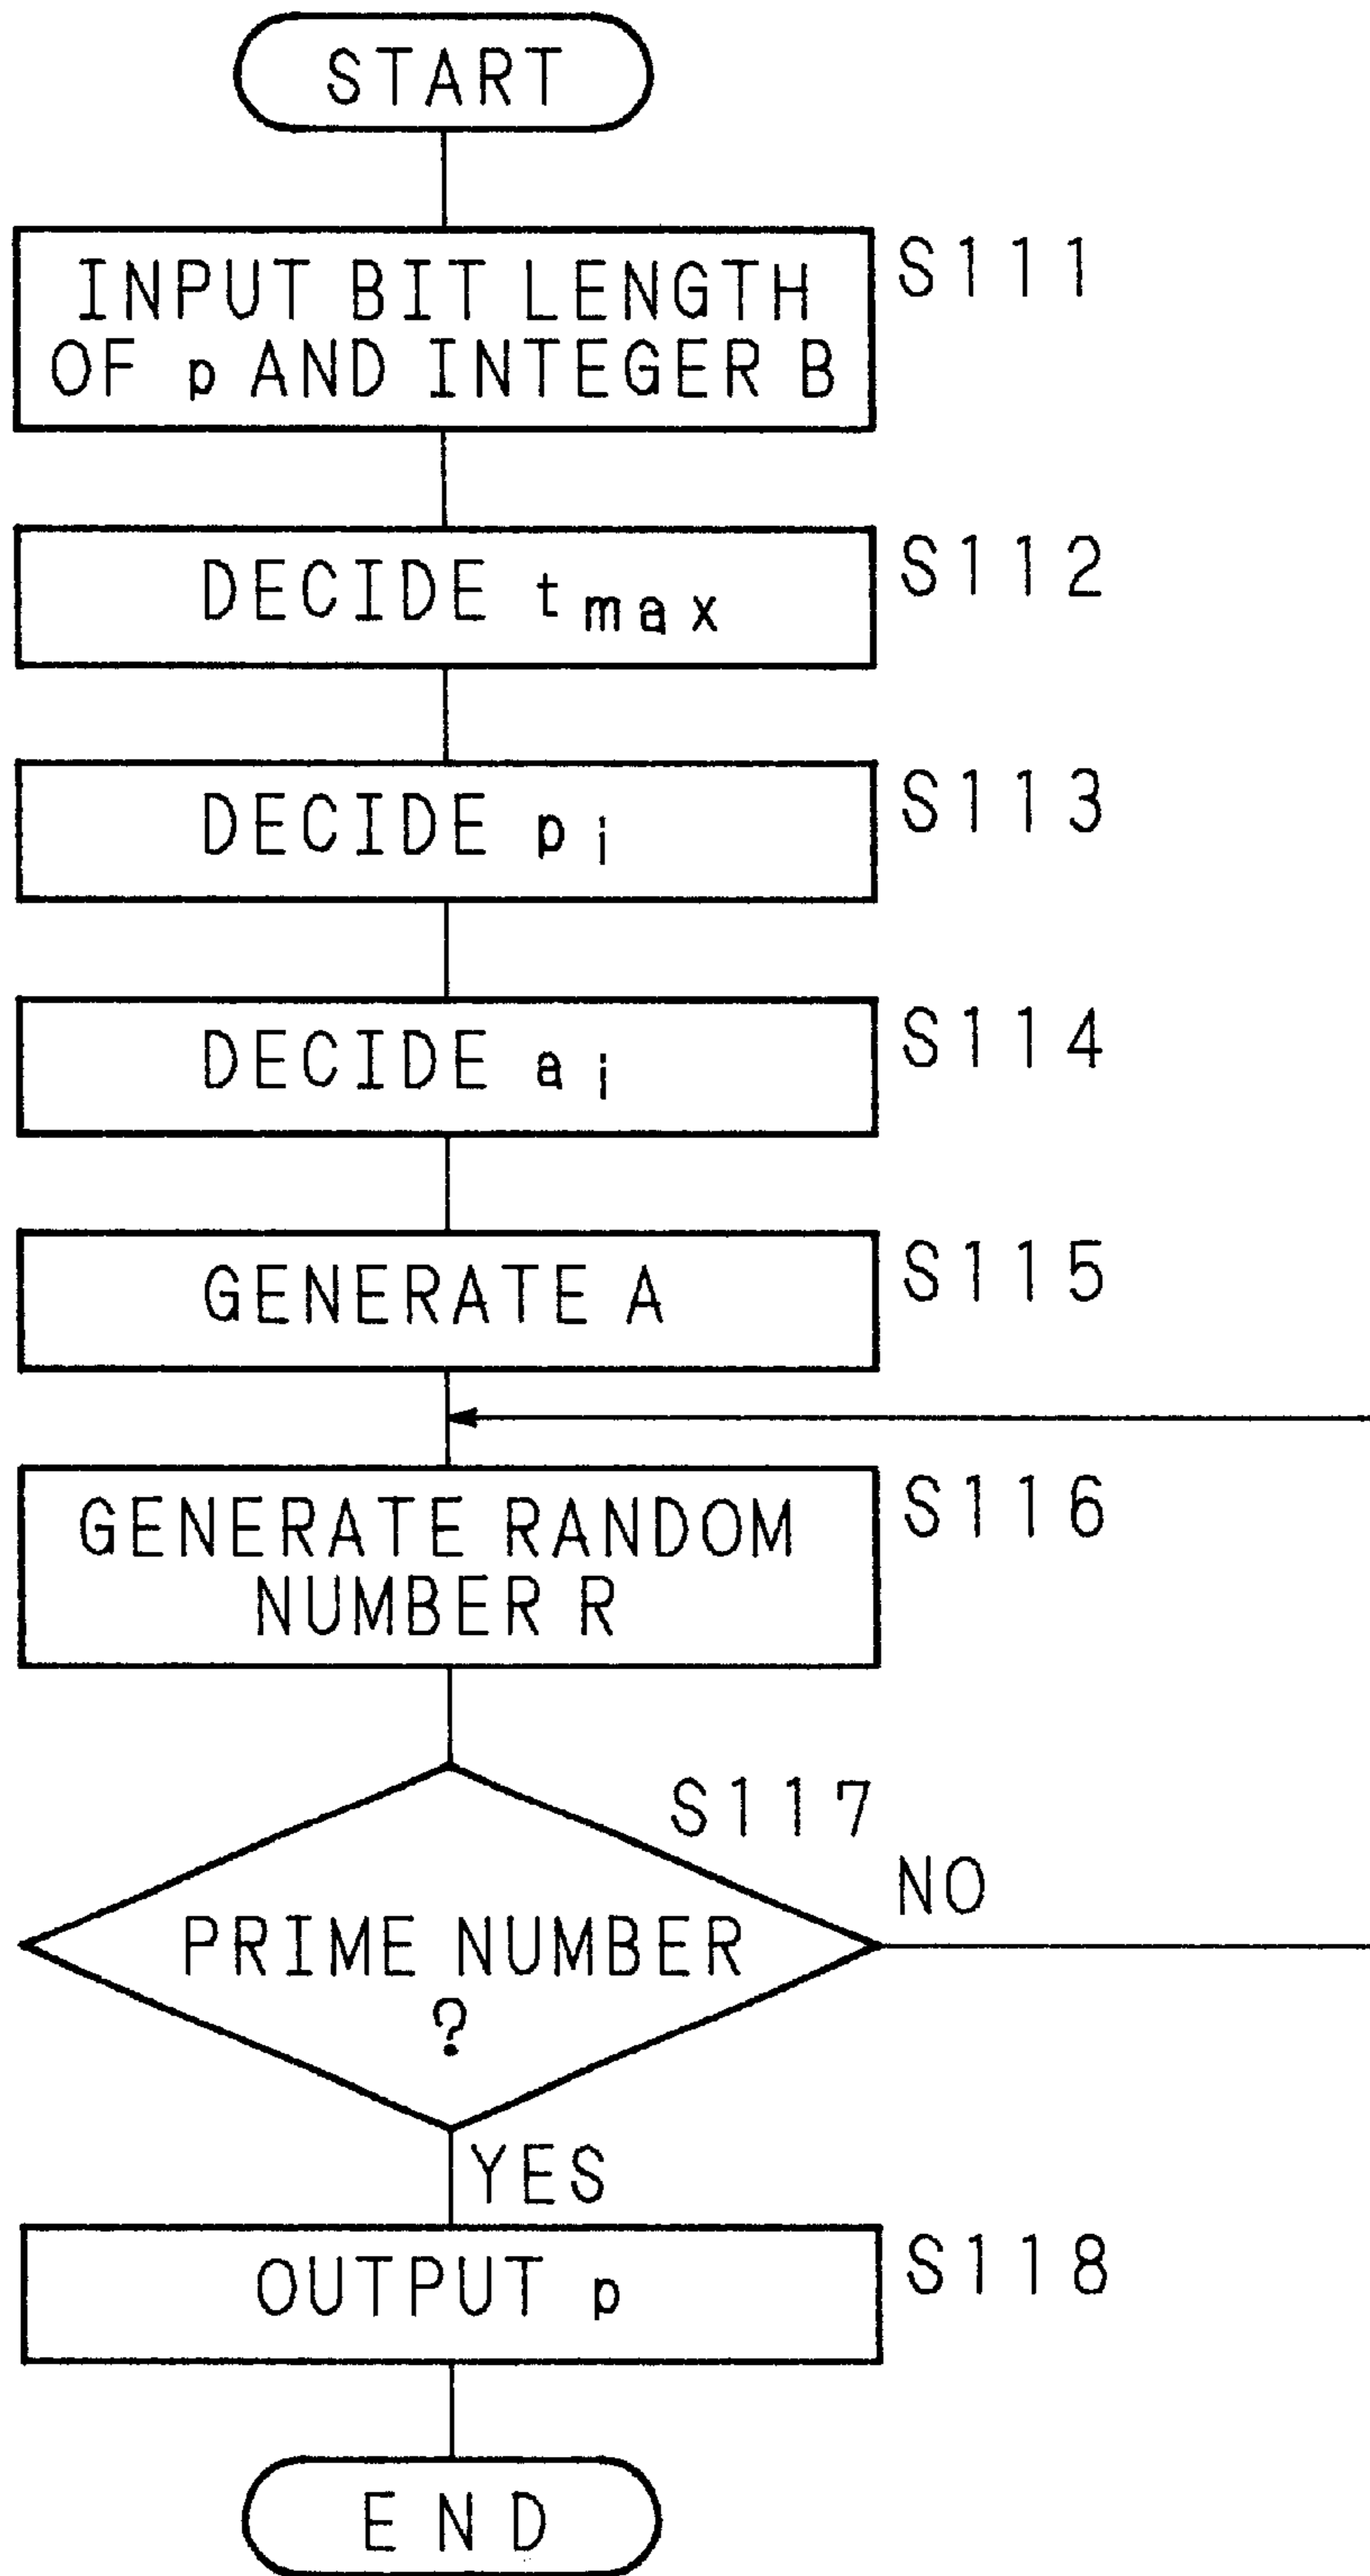 START
INPUT BIT LENGTH
OF p AND INTEGER B
S111
DECIDE t max
S112
DECIDE p i
S113
DECIDE a i
S114
GENERATE A
S115
GENERATE RANDOM
NUMBER R
S116
S117
PRIME NUMBER
?
NO
YES
OUTPUT p
S118
END